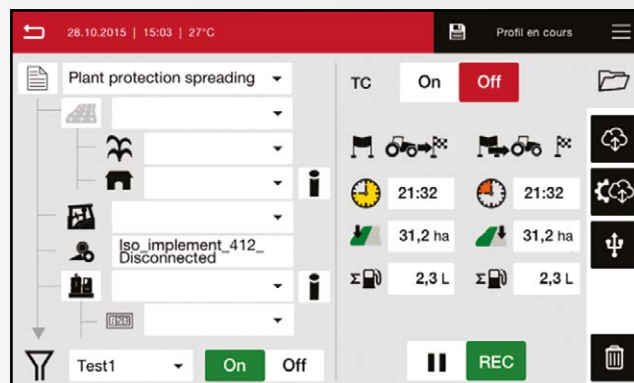 28.10.2015 | 15:03 | 27°C
Profil en cours
Plant protection spreading
TC On Off
21:32 21:32
Iso_implement_412_
Disconnected
31,2 ha 31,2 ha
Σ 2,3 L Σ 2,3 L
Test1 On Off
REC